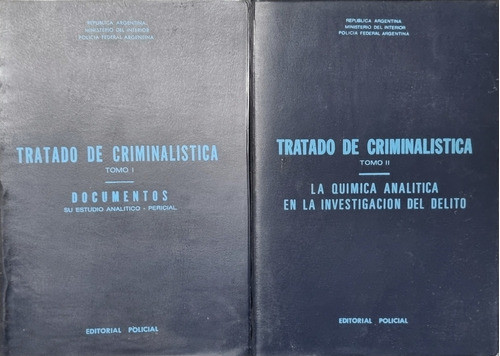 REPUBLICA ARGENTINA
MINISTERIO DEL INTERIOR
POLICIA FEDERAL ARGENTINA
TRATADO DE CRIMINALISTICA
TOMO I
DOCUMENTOS
SU ESTUDIO ANALITICO - PERICIAL
EDITORIAL POLICIAL
REPUBLICA ARGENTINA
MINISTERIO DEL INTERIOR
POLICIA FEDERAL ARGENTINA
TRATADO DE CRIMINALISTICA
TOMO II
LA QUIMICA ANALITICA
EN LA INVESTIGACION DEL DELITO
EDITORIAL POLICIAL